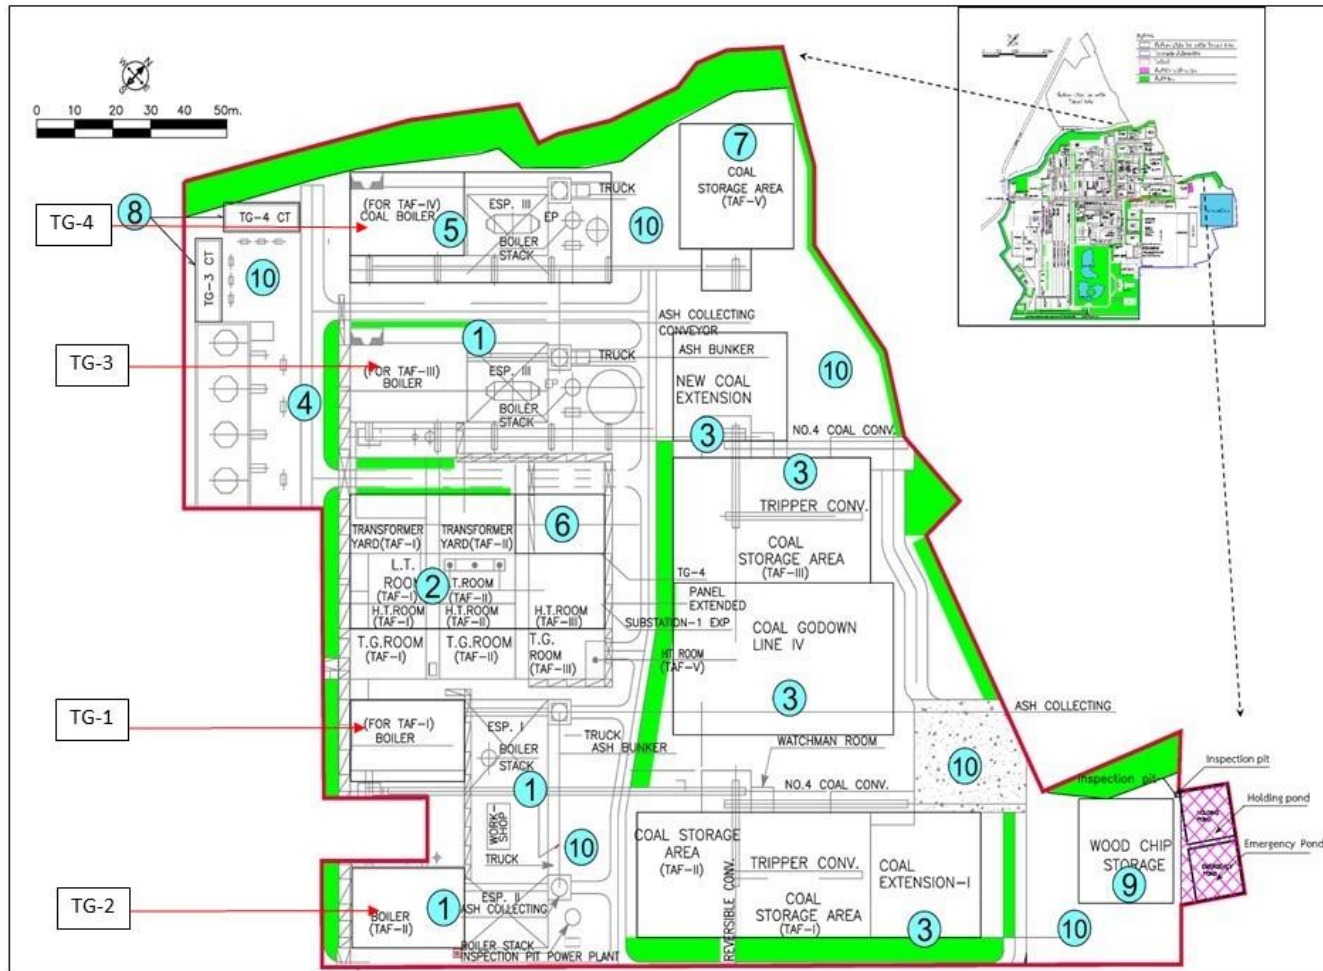 N
W
S
E
0 10 20 30 40 50m.
TG-4
8
TG-4 CT
TG-3 CT
10
(FOR TAF-IV)
COAL BOILER
5
ESP. III
EP
BOILER
STACK
TRUCK
10
7
COAL
STORAGE AREA
(TAF-V)
ASH COLLECTING
CONVEYOR
TG-3
4
1
(FOR TAF-III)
BOILER
ESP. III
EP
BOILER
STACK
TRUCK
ASH BUNKER
NEW COAL
EXTENSION
3
10
NO.4 COAL CONV.
3
TRIPPER CONV.
COAL
STORAGE AREA
(TAF-III)
TRANSFORMER
YARD(TAF-I)
TRANSFORMER
YARD(TAF-II)
6
L.T.
ROOM
(TAF-I)
2
L.T.ROOM
(TAF-II)
H.T.ROOM
(TAF-I)
H.T.ROOM
(TAF-II)
H.T.ROOM
(TAF-III)
TG-4
PANEL
EXTENDED
SUBSTATION-1 EXP
T.G.ROOM
(TAF-I)
T.G.ROOM
(TAF-II)
T.G.
ROOM
(TAF-III)
HT ROOM
(TAF-V)
COAL GODOWN
LINE IV
3
ASH COLLECTING
TG-1
(FOR TAF-I)
BOILER
ESP. I
BOILER
STACK
TRUCK
ASH BUNKER
WATCHMAN ROOM
NO.4 COAL CONV.
10
1
WORK
SHOP
TRUCK
10
COAL STORAGE
AREA
(TAF-II)
REVERSIBLE CONV.
TRIPPER CONV.
COAL
STORAGE AREA
(TAF-I)
COAL
EXTENSION-I
3
TG-2
BOILER
(TAF-II)
1
ESP. II
ASH COLLECTING
BOILER STACK
INSPECTION PIT POWER PLANT
Inspection pit
Inspection pit
Holding pond
HOLDING
POND
Emergency Pond
EMERGENCY
POND
WOOD CHIP
STORAGE
9
10